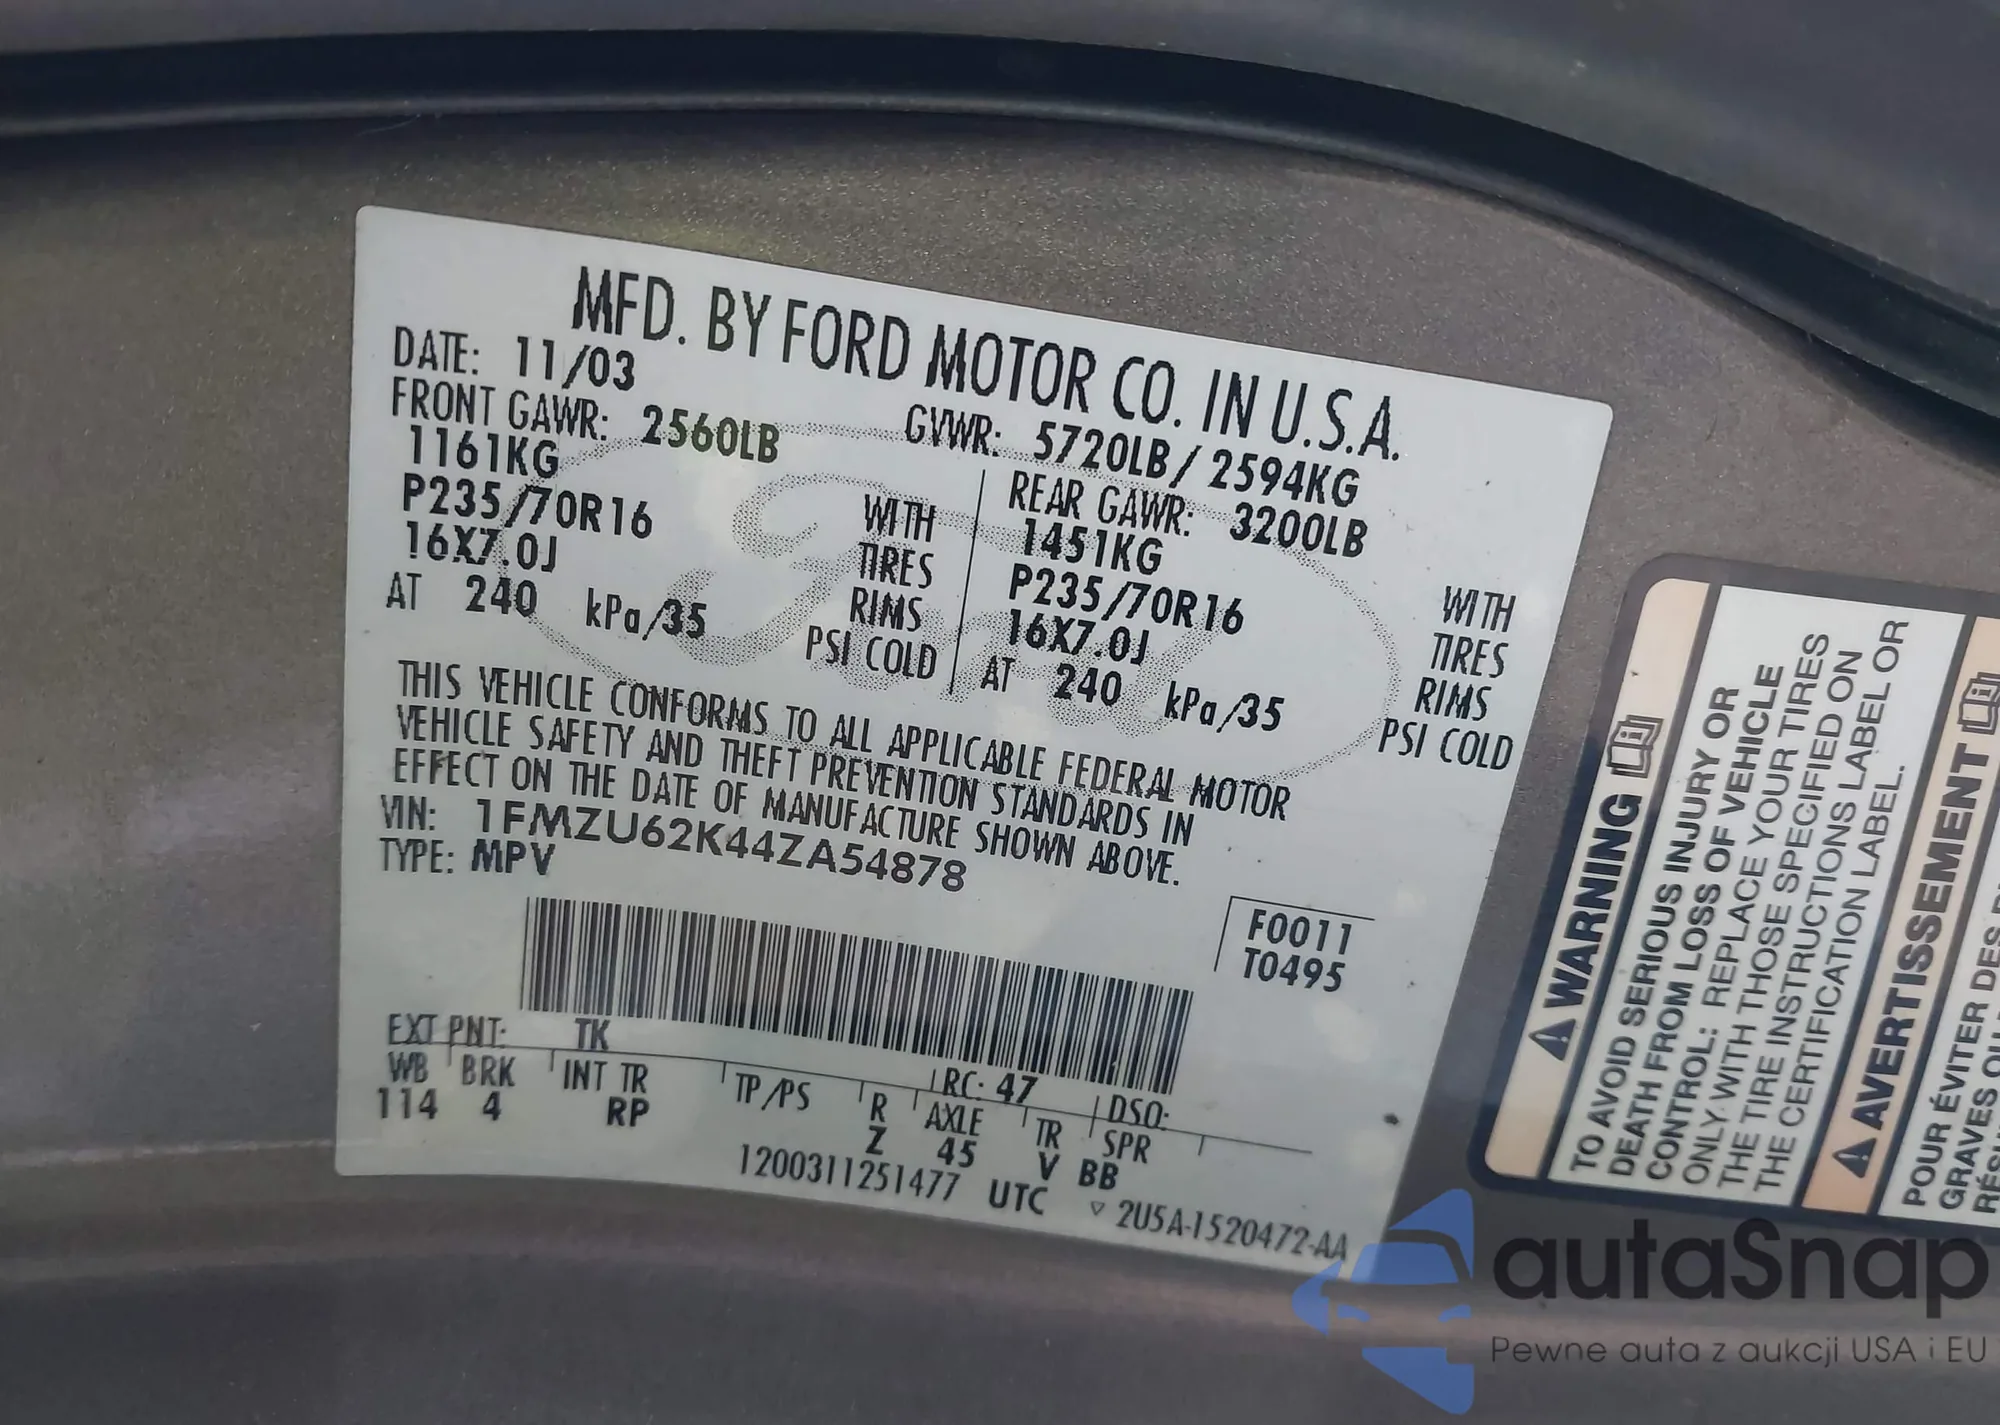 MFD. BY FORD MOTOR CO. IN U.S.A.
DATE: 11/03 GVWR: 5720LB / 2594KG
FRONT GAWR: 2560LB REAR GAWR: 3200LB
1161KG WITH 1451KG WITH
P235/70R16 TIRES P235/70R16 TIRES
16X7.0J RIMS 16X7.0J RIMS
AT 240 kPa/35 PSI COLD AT 240 kPa/35 PSI COLD
THIS VEHICLE CONFORMS TO ALL APPLICABLE FEDERAL MOTOR
VEHICLE SAFETY AND THEFT PREVENTION STANDARDS IN
EFFECT ON THE DATE OF MANUFACTURE SHOWN ABOVE.
VIN: 1FMZU62K44ZA54878
TYPE: MPV
F0011
T0495
EXT PNT: TK RC: 47 DSO:
WB BRK INT TR TP/PS R AXLE TR SPR
114 4 RP Z 45 V BB
1200311251477 UTC ▽ 2U5A-1520472-AA
Ford
⚠ WARNING
TO AVOID SERIOUS INJURY OR
DEATH FROM LOSS OF VEHICLE
CONTROL: REPLACE YOUR TIRES
ONLY WITH THOSE SPECIFIED ON
THE TIRE INSTRUCTIONS LABEL OR
THE CERTIFICATION LABEL.
⚠ AVERTISSEMENT
POUR ÉVITER DES
GRAVES OU
autaSnap
Pewne auta z aukcji USA i EU